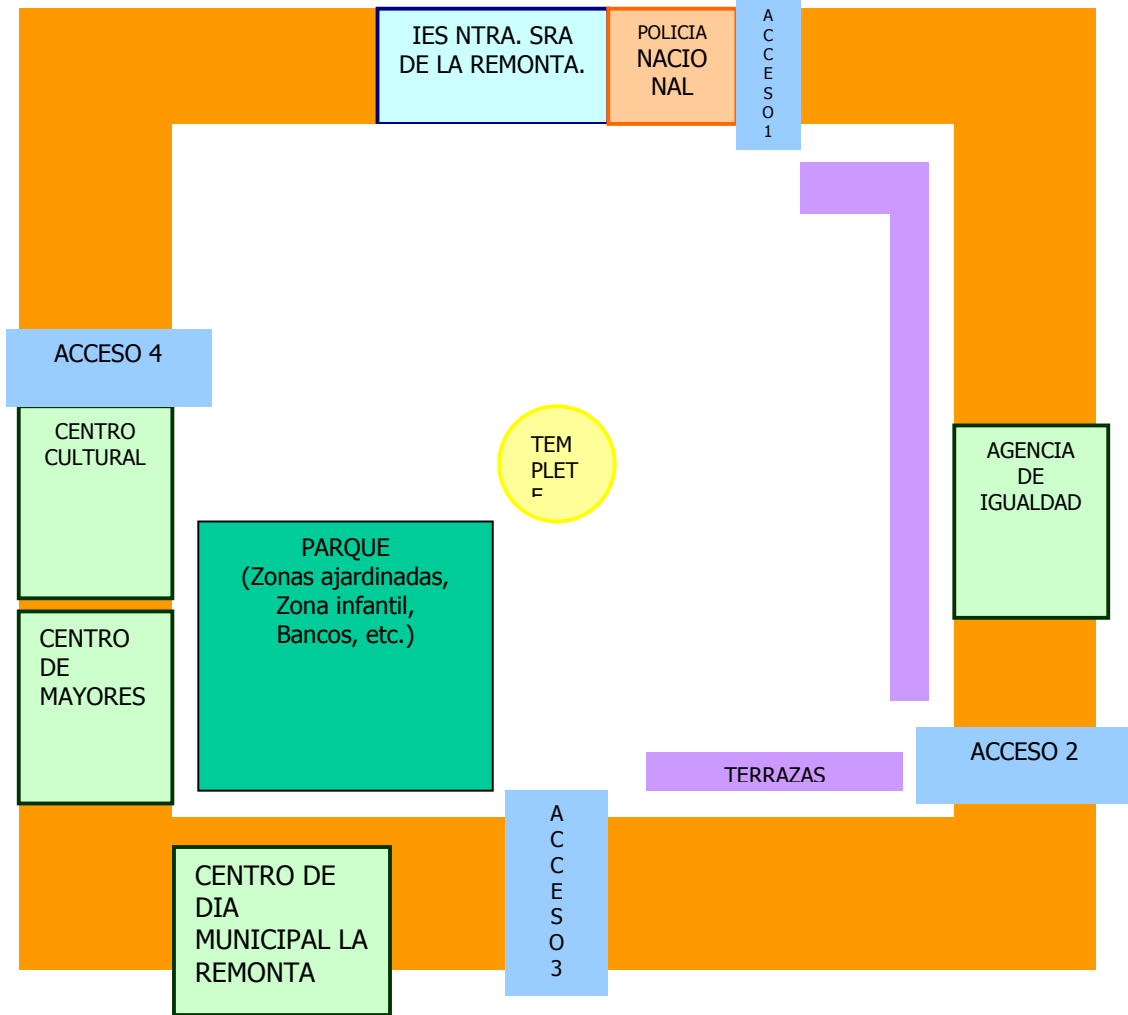 IES NTRA. SRA
DE LA REMONTA.
POLICIA
NACIO
NAL
A
C
C
E
S
O
1
ACCESO 4
CENTRO
CULTURAL
TEM
PLET
E
AGENCIA
DE
IGUALDAD
PARQUE
(Zonas ajardinadas,
Zona infantil,
Bancos, etc.)
CENTRO
DE
MAYORES
ACCESO 2
TERRAZAS
A
C
C
E
S
O
3
CENTRO DE
DIA
MUNICIPAL LA
REMONTA